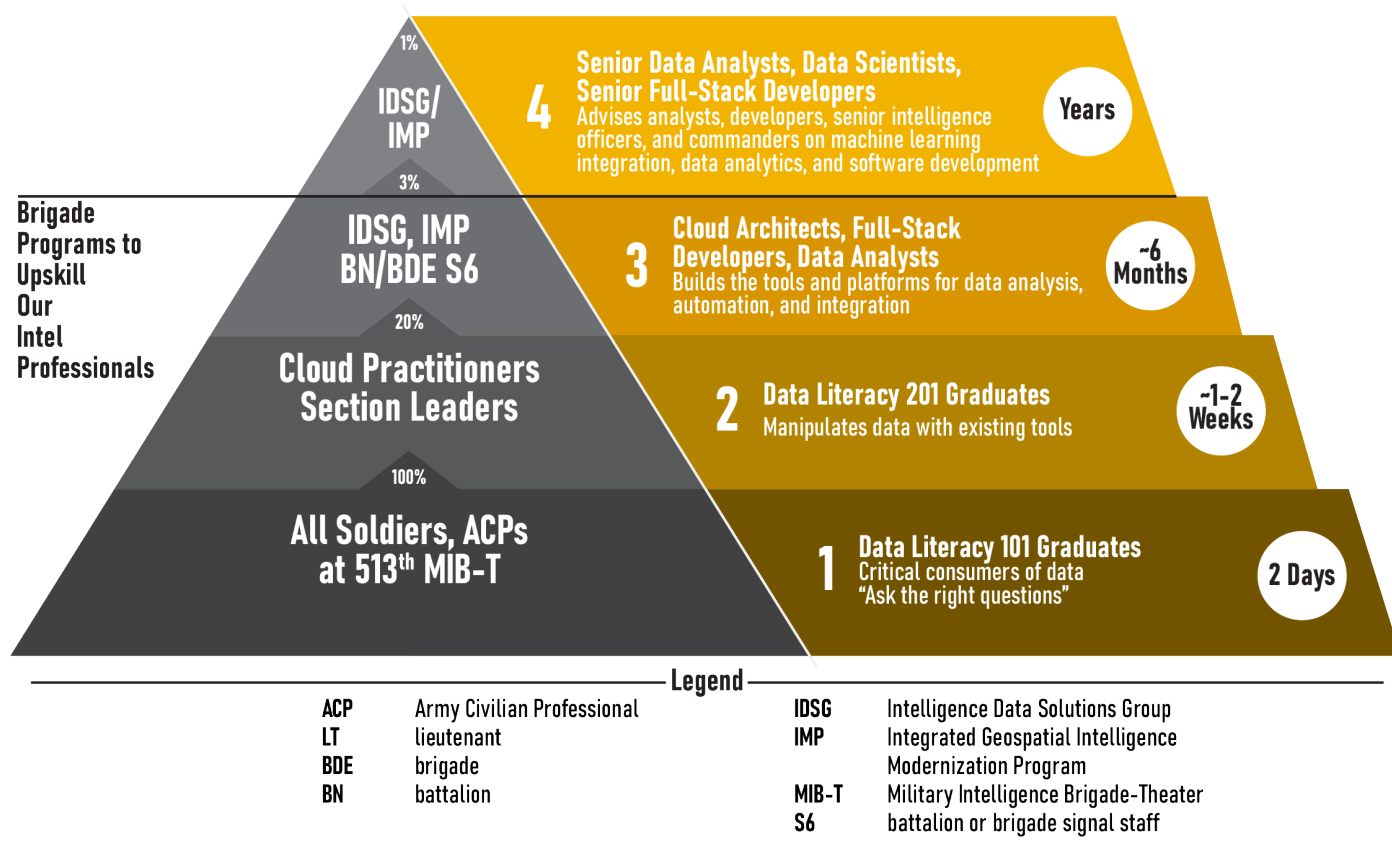 1%
IDSG/
IMP
4
Senior Data Analysts, Data Scientists,
Senior Full-Stack Developers
Advises analysts, developers, senior intelligence
officers, and commanders on machine learning
integration, data analytics, and software development
Years
Brigade
Programs to
Upskill
Our
Intel
Professionals
3%
IDSG, IMP
BN/BDE S6
3
Cloud Architects, Full-Stack
Developers, Data Analysts
Builds the tools and platforms for data analysis,
automation, and integration
~6
Months
20%
Cloud Practitioners
Section Leaders
2
Data Literacy 201 Graduates
Manipulates data with existing tools
~1-2
Weeks
100%
All Soldiers, ACPs
at 513th MIB-T
1
Data Literacy 101 Graduates
Critical consumers of data
“Ask the right questions”
2 Days
Legend
ACP Army Civilian Professional
LT lieutenant
BDE brigade
BN battalion
IDSG Intelligence Data Solutions Group
IMP Integrated Geospatial Intelligence
Modernization Program
MIB-T Military Intelligence Brigade-Theater
S6 battalion or brigade signal staff